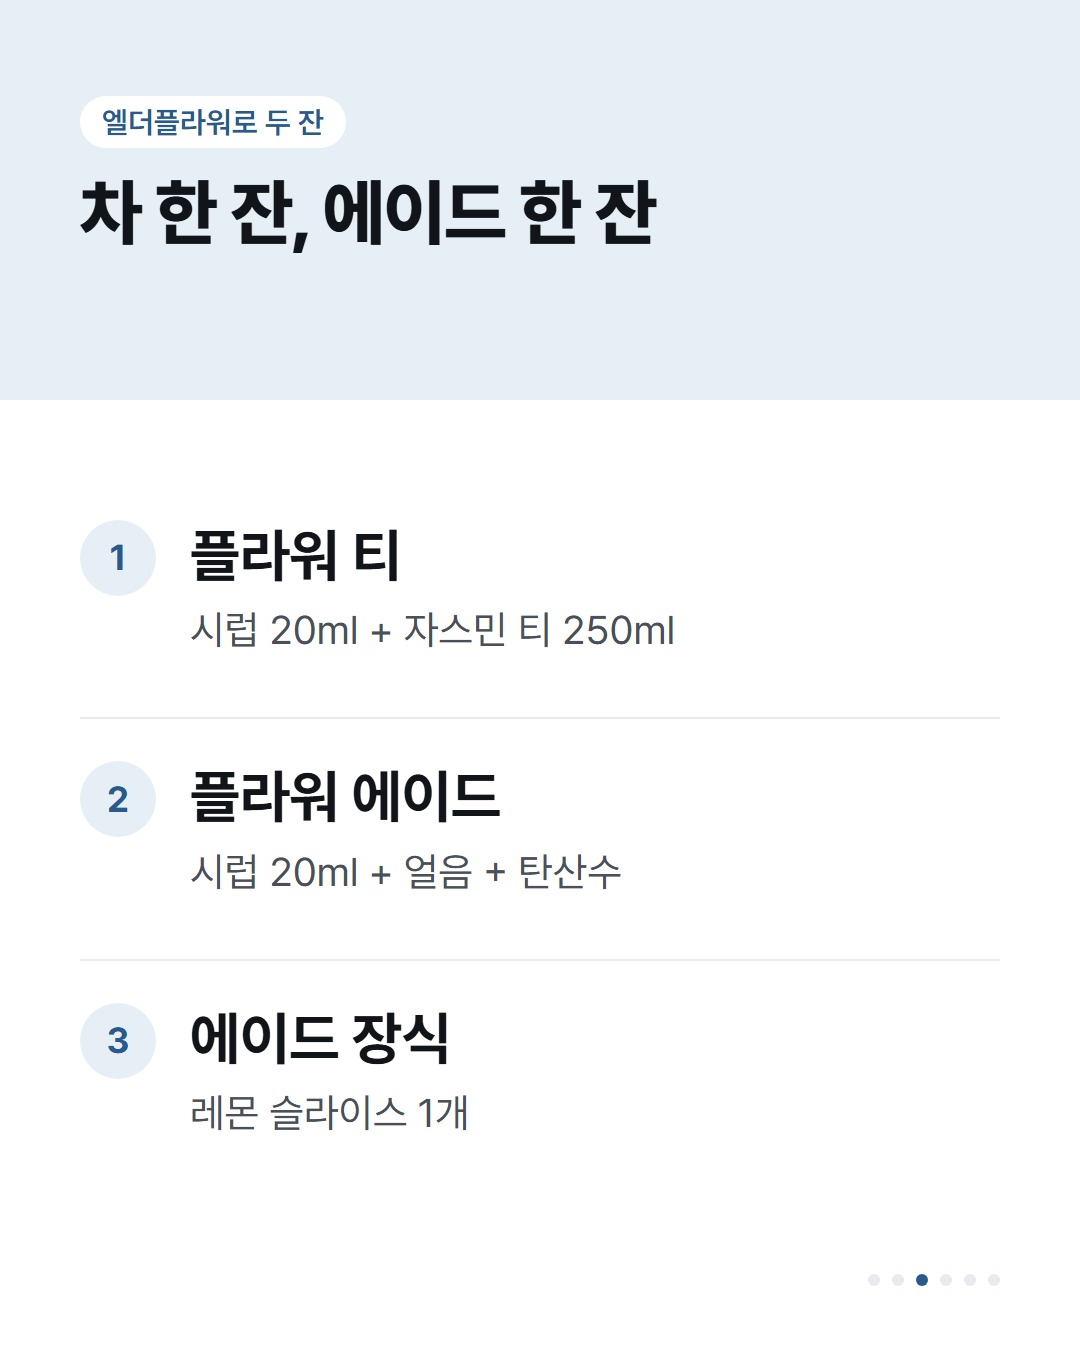 엘더플라워로 두 잔
차 한 잔, 에이드 한 잔
1
플라워 티
시럽 20ml + 자스민 티 250ml
2
플라워 에이드
시럽 20ml + 얼음 + 탄산수
3
에이드 장식
레몬 슬라이스 1개